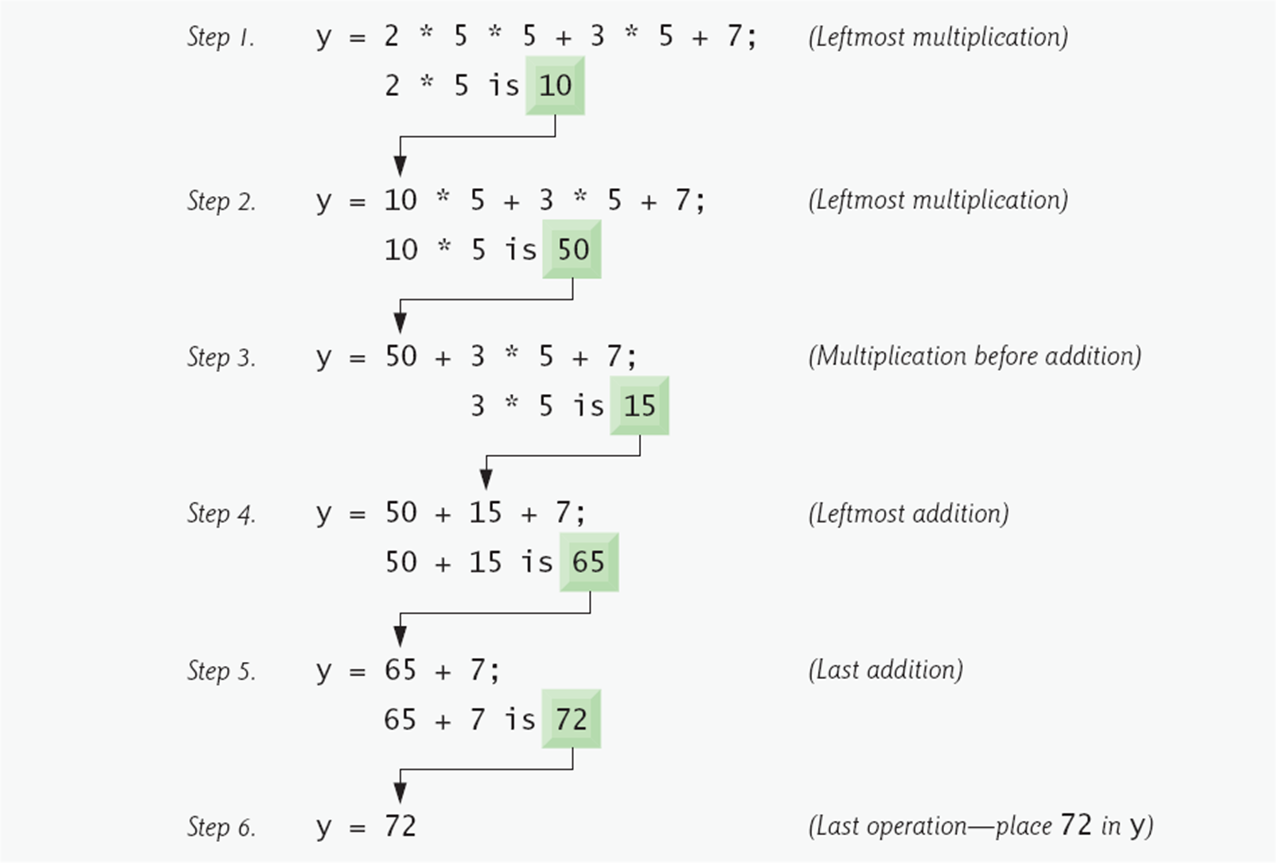 Step 1. y = 2 * 5 * 5 + 3 * 5 + 7; (Leftmost multiplication)
2 * 5 is 10
Step 2. y = 10 * 5 + 3 * 5 + 7; (Leftmost multiplication)
10 * 5 is 50
Step 3. y = 50 + 3 * 5 + 7; (Multiplication before addition)
3 * 5 is 15
Step 4. y = 50 + 15 + 7; (Leftmost addition)
50 + 15 is 65
Step 5. y = 65 + 7; (Last addition)
65 + 7 is 72
Step 6. y = 72 (Last operation—place 72 in y)